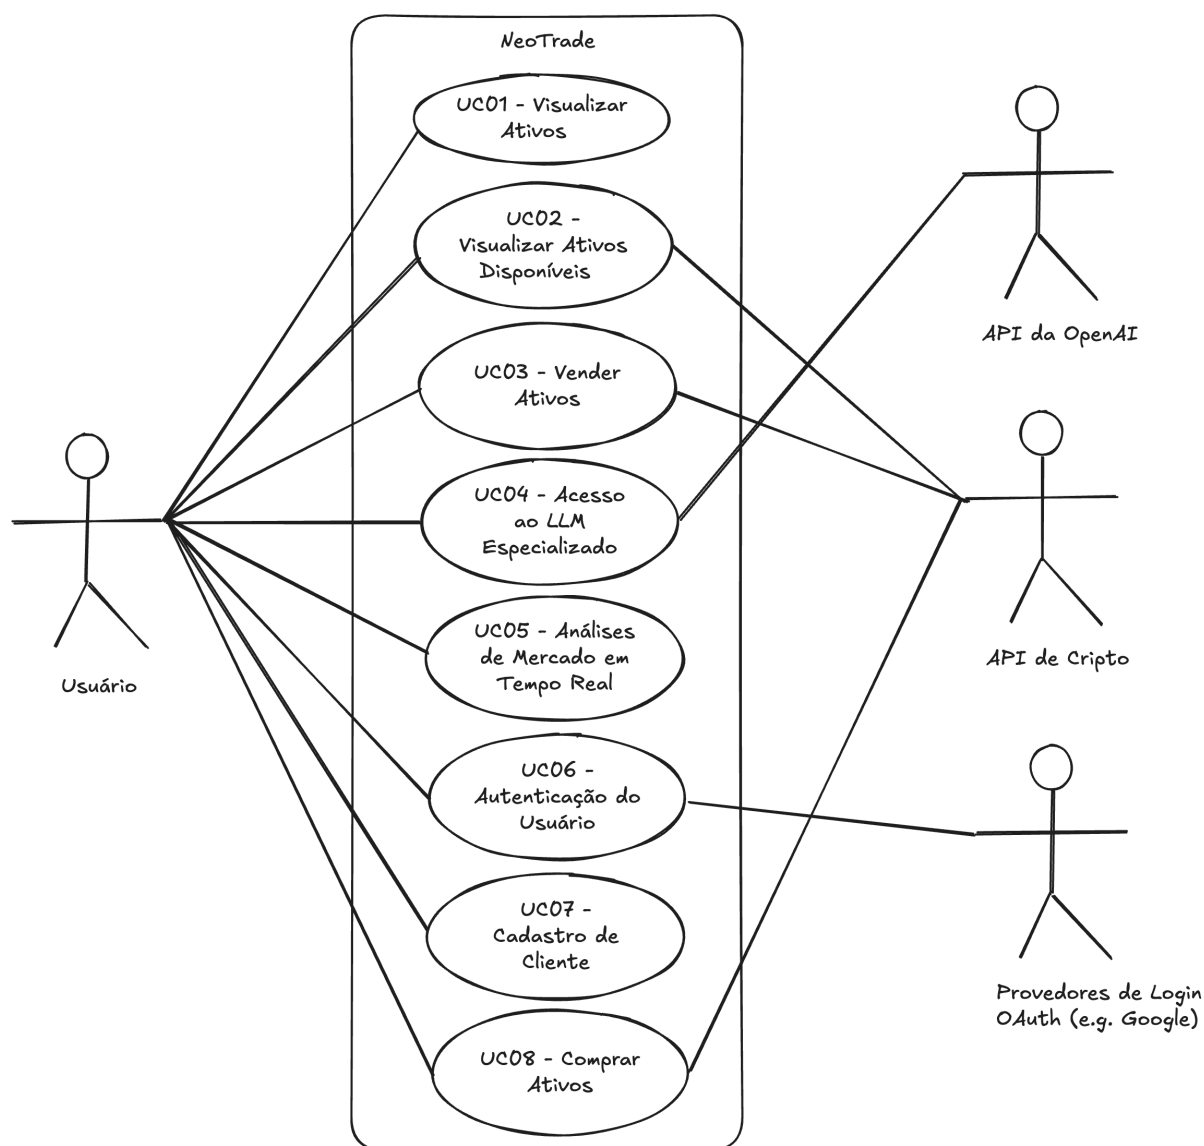 NeoTrade
UC01 - Visualizar
Ativos
UC02 -
Visualizar Ativos
Disponíveis
API da OpenAI
UC03 - Vender
Ativos
UC04 - Acesso
ao LLM
Especializado
UC05 - Análises
de Mercado em
Tempo Real
Usuário
API de Cripto
UC06 -
Autenticação do
Usuário
UC07 -
Cadastro de
Cliente
Provedores de Login
OAuth (e.g. Google)
UC08 - Comprar
Ativos